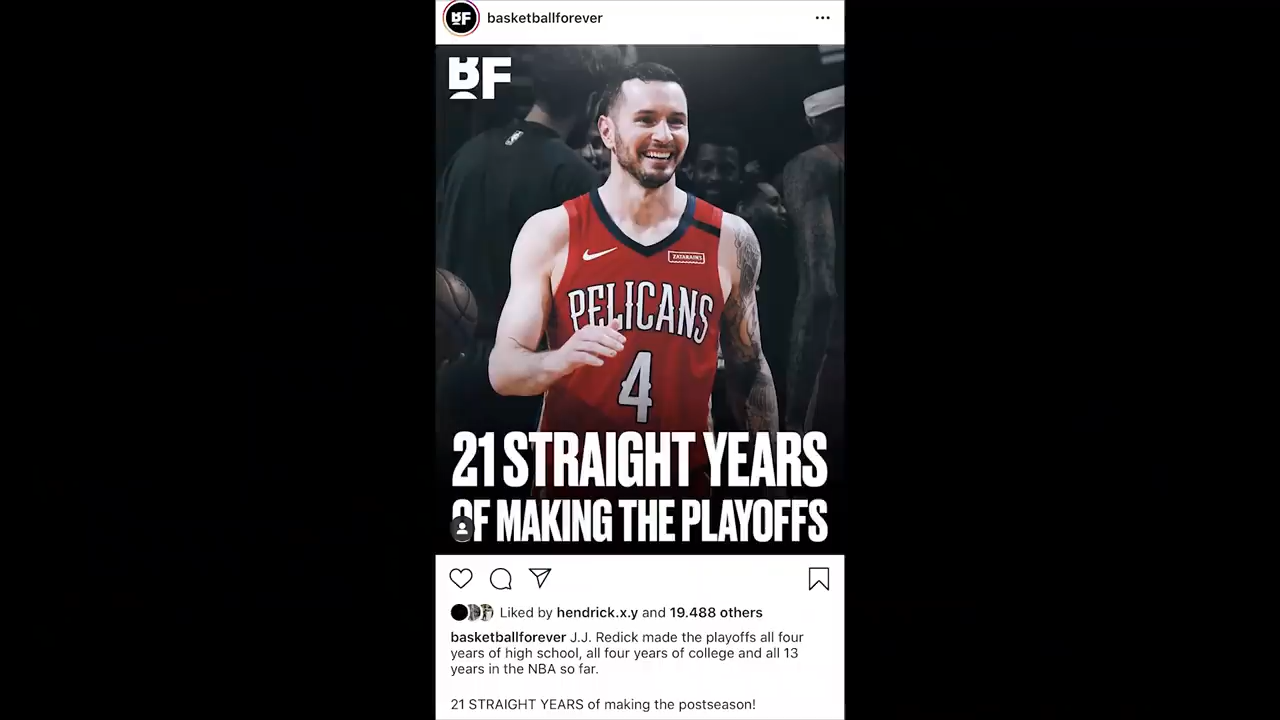 basketballforever
BF
ZATARAIN'S
PELICANS
4
21 STRAIGHT YEARS
OF MAKING THE PLAYOFFS
Liked by hendrick.x.y and 19.488 others
basketballforever J.J. Redick made the playoffs all four
years of high school, all four years of college and all 13
years in the NBA so far.
21 STRAIGHT YEARS of making the postseason!